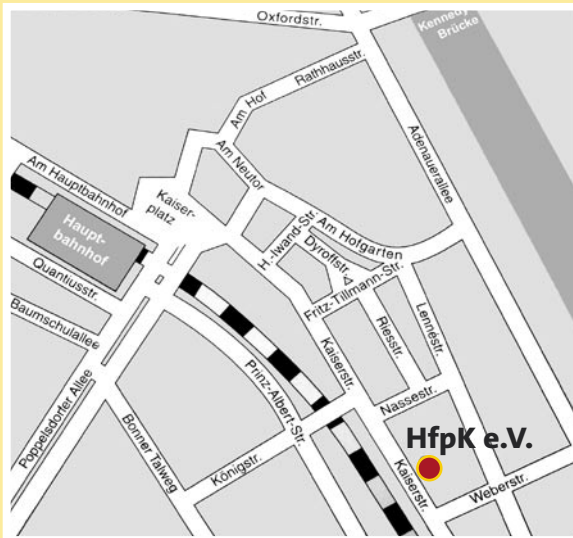 Oxfordstr.
Kennedy
Brücke
Rathhausstr.
Am Hof
Adenauerallee
Am Neutor
Am Hauptbahnhof
Kaiser-
platz
Haupt-
bahnhof
H.-Iwand-Str.
Am Hofgarten
Dyroffstr.
Quantiusstr.
Fritz-Tillmann-Str.
Baumschulallee
Lennéstr.
Riesstr.
Kaiserstr.
Prinz-Albert-Str.
Poppelsdorfer Allee
Nassestr.
Bonner Talweg
HfpK e.V.
Königstr.
Kaiserstr.
Weberstr.